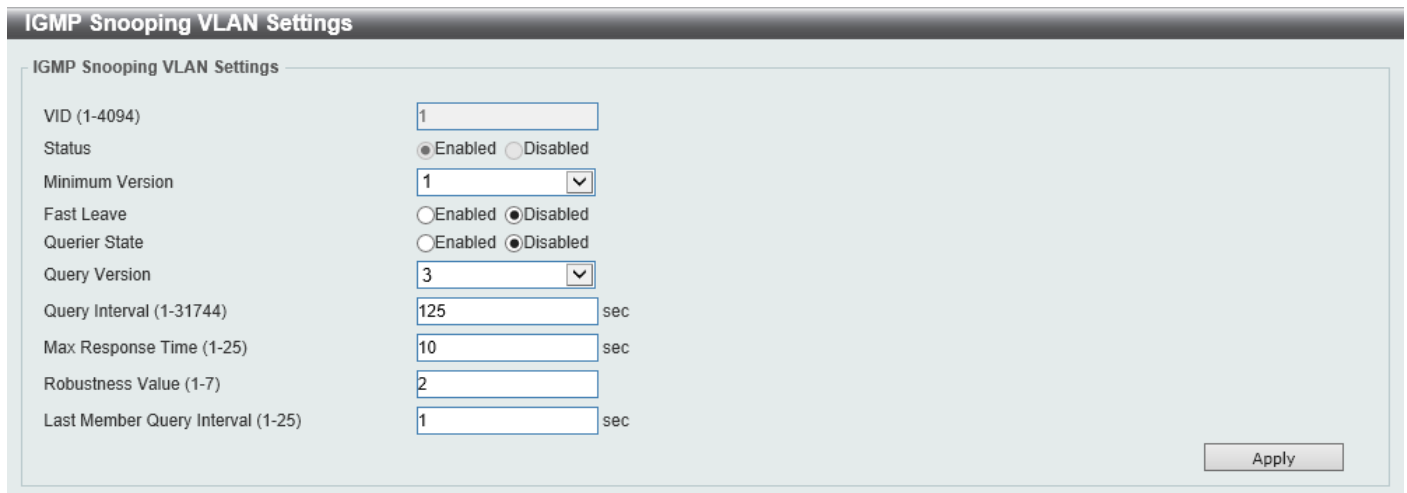 IGMP Snooping VLAN Settings
IGMP Snooping VLAN Settings
VID (1-4094) 1
Status Enabled Disabled
Minimum Version 1
Fast Leave Enabled Disabled
Querier State Enabled Disabled
Query Version 3
Query Interval (1-31744) 125 sec
Max Response Time (1-25) 10 sec
Robustness Value (1-7) 2
Last Member Query Interval (1-25) 1 sec
Apply